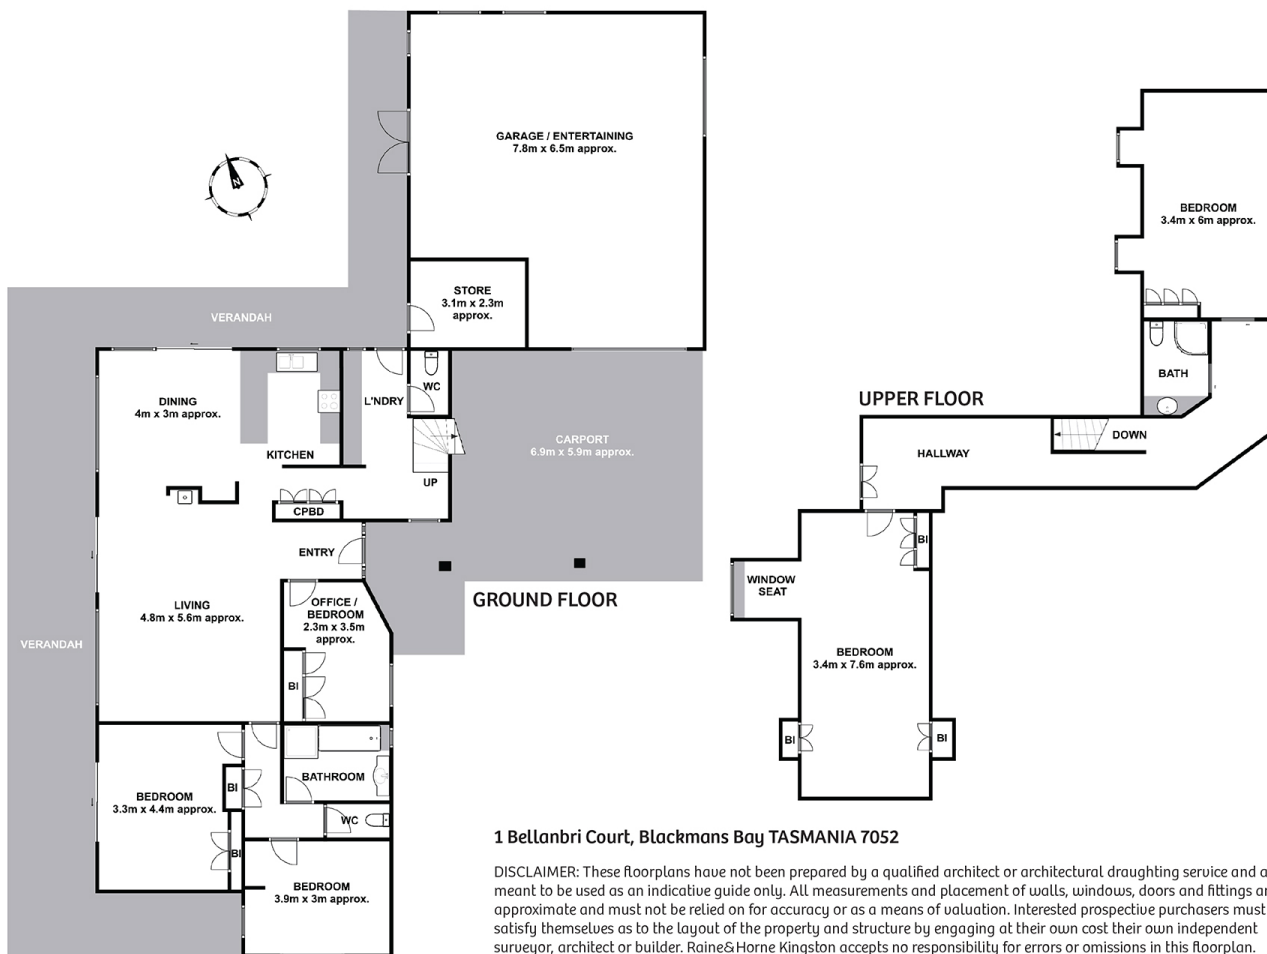 GARAGE / ENTERTAINING
7.8m x 6.5m approx.
N
STORE
3.1m x 2.3m
approx.
VERANDAH
DINING
4m x 3m approx.
KITCHEN
L'NDRY
WC
UP
CARPORT
6.9m x 5.9m approx.
CPBD
ENTRY
LIVING
4.8m x 5.6m approx.
OFFICE /
BEDROOM
2.3m x 3.5m
approx.
BI
VERANDAH
GROUND FLOOR
BATHROOM
WC
BEDROOM
3.3m x 4.4m approx.
BI
BI
BEDROOM
3.9m x 3m approx.
UPPER FLOOR
BEDROOM
3.4m x 6m approx.
BATH
DOWN
HALLWAY
BI
WINDOW
SEAT
BEDROOM
3.4m x 7.6m approx.
BI
BI
1 Bellanbri Court, Blackmans Bay TASMANIA 7052
DISCLAIMER: These floorplans have not been prepared by a qualified architect or architectural draughting service and a
meant to be used as an indicative guide only. All measurements and placement of walls, windows, doors and fittings ar
approximate and must not be relied on for accuracy or as a means of valuation. Interested prospective purchasers must
satisfy themselves as to the layout of the property and structure by engaging at their own cost their own independent
surveyor, architect or builder. Raine&Horne Kingston accepts no responsibility for errors or omissions in this floorplan.